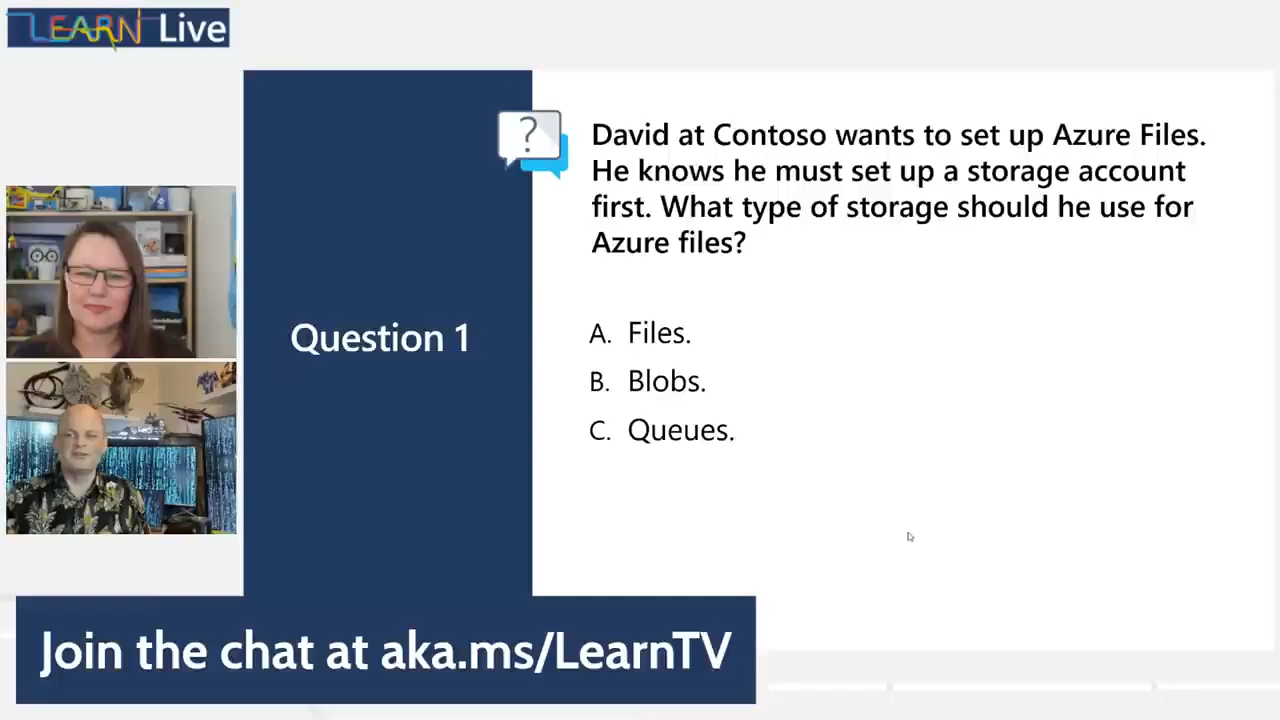 LEARN Live
David at Contoso wants to set up Azure Files.
He knows he must set up a storage account
first. What type of storage should he use for
Azure files?
Question 1
A. Files.
B. Blobs.
C. Queues.
Join the chat at aka.ms/LearnTV